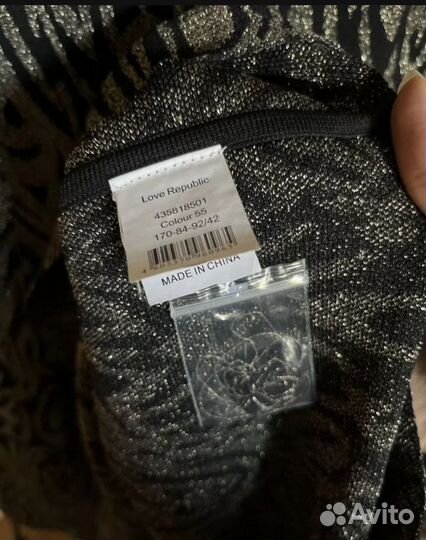 Love Republic
435818501
Colour 55
170-84-92/42
MADE IN CHINA
Avito